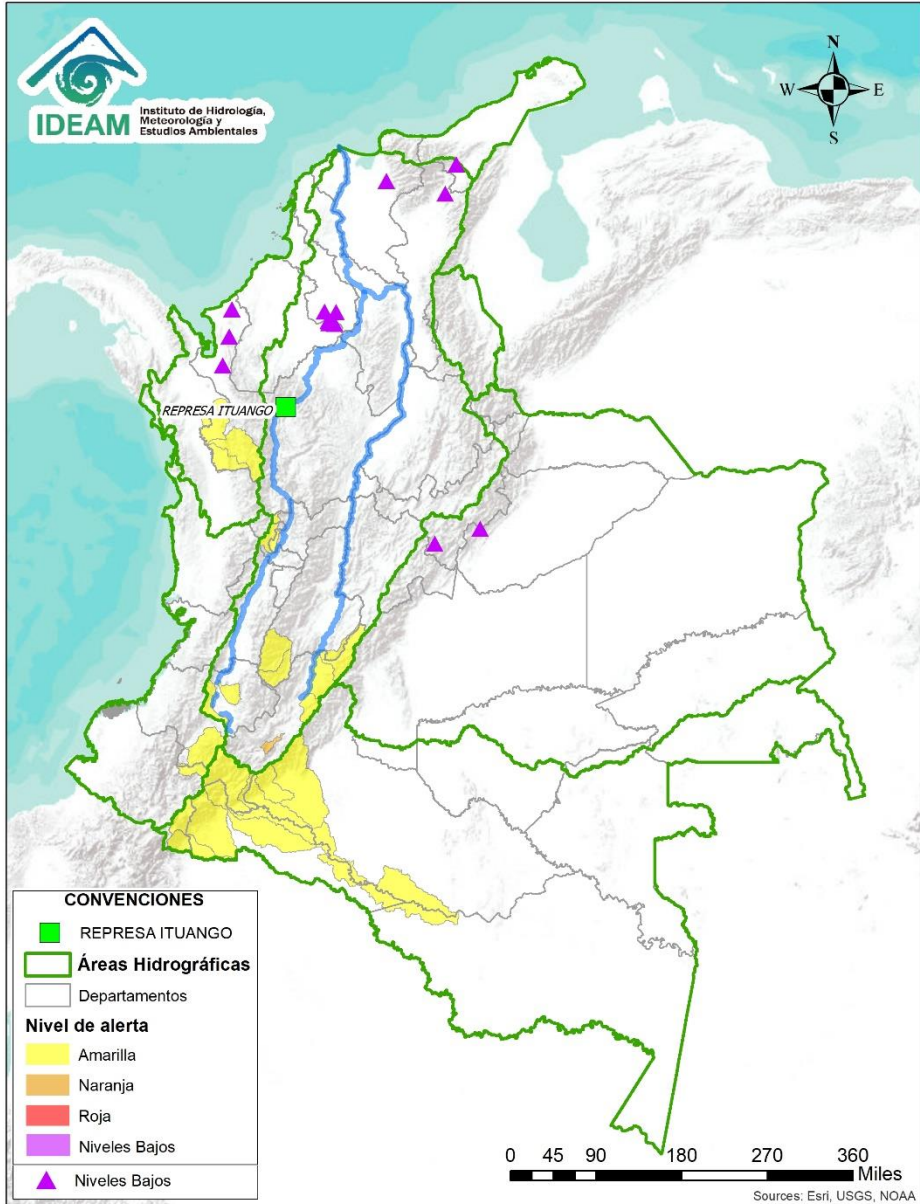 IDEAM
Instituto de Hidrología,
Meteorología y
Estudios Ambientales
N
W E
S
REPRESA ITUANGO
CONVENCIONES
REPRESA ITUANGO
Áreas Hidrográficas
Departamentos
Nivel de alerta
Amarilla
Naranja
Roja
Niveles Bajos
Niveles Bajos
0 45 90 180 270 360
Miles
Sources: Esri, USGS, NOAA